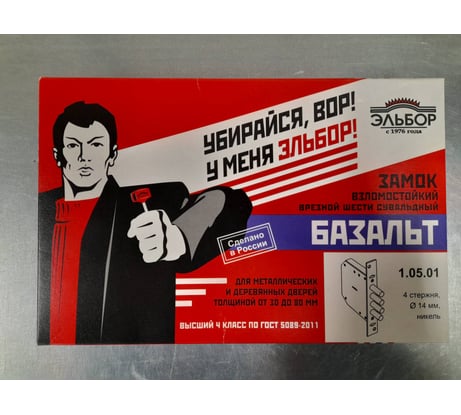 УБИРАЙСЯ, ВОР!
У МЕНЯ ЭЛЬБОР!
ЭЛЬБОР
с 1976 года
ЗАМОК
ВЗЛОМОСТОЙКИЙ
ВРЕЗНОЙ ШЕСТИ СУВАЛЬДНЫЙ
БАЗАЛЬТ
Сделано
в России
1.05.01
4 стержня,
Ø 14 мм,
никель
ДЛЯ МЕТАЛЛИЧЕСКИХ
И ДЕРЕВЯННЫХ ДВЕРЕЙ
ТОЛЩИНОЙ ОТ 30 ДО 80 ММ
ВЫСШИЙ 4 КЛАСС ПО ГОСТ 5089-2011